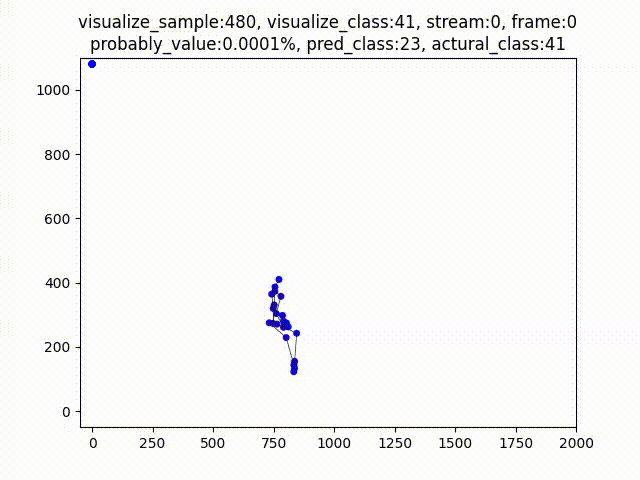 visualize_sample:480, visualize_class:41, stream:0, frame:0
probably_value:0.0001%, pred_class:23, actural_class:41
1000
800
600
400
200
0
0 250 500 750 1000 1250 1500 1750 2000